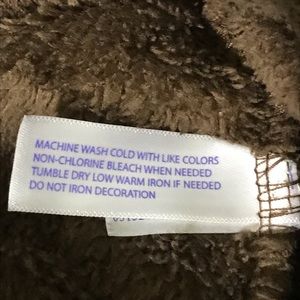 MACHINE WASH COLD WITH LIKE COLORS
NON-CHLORINE BLEACH WHEN NEEDED
TUMBLE DRY LOW WARM IRON IF NEEDED
DO NOT IRON DECORATION